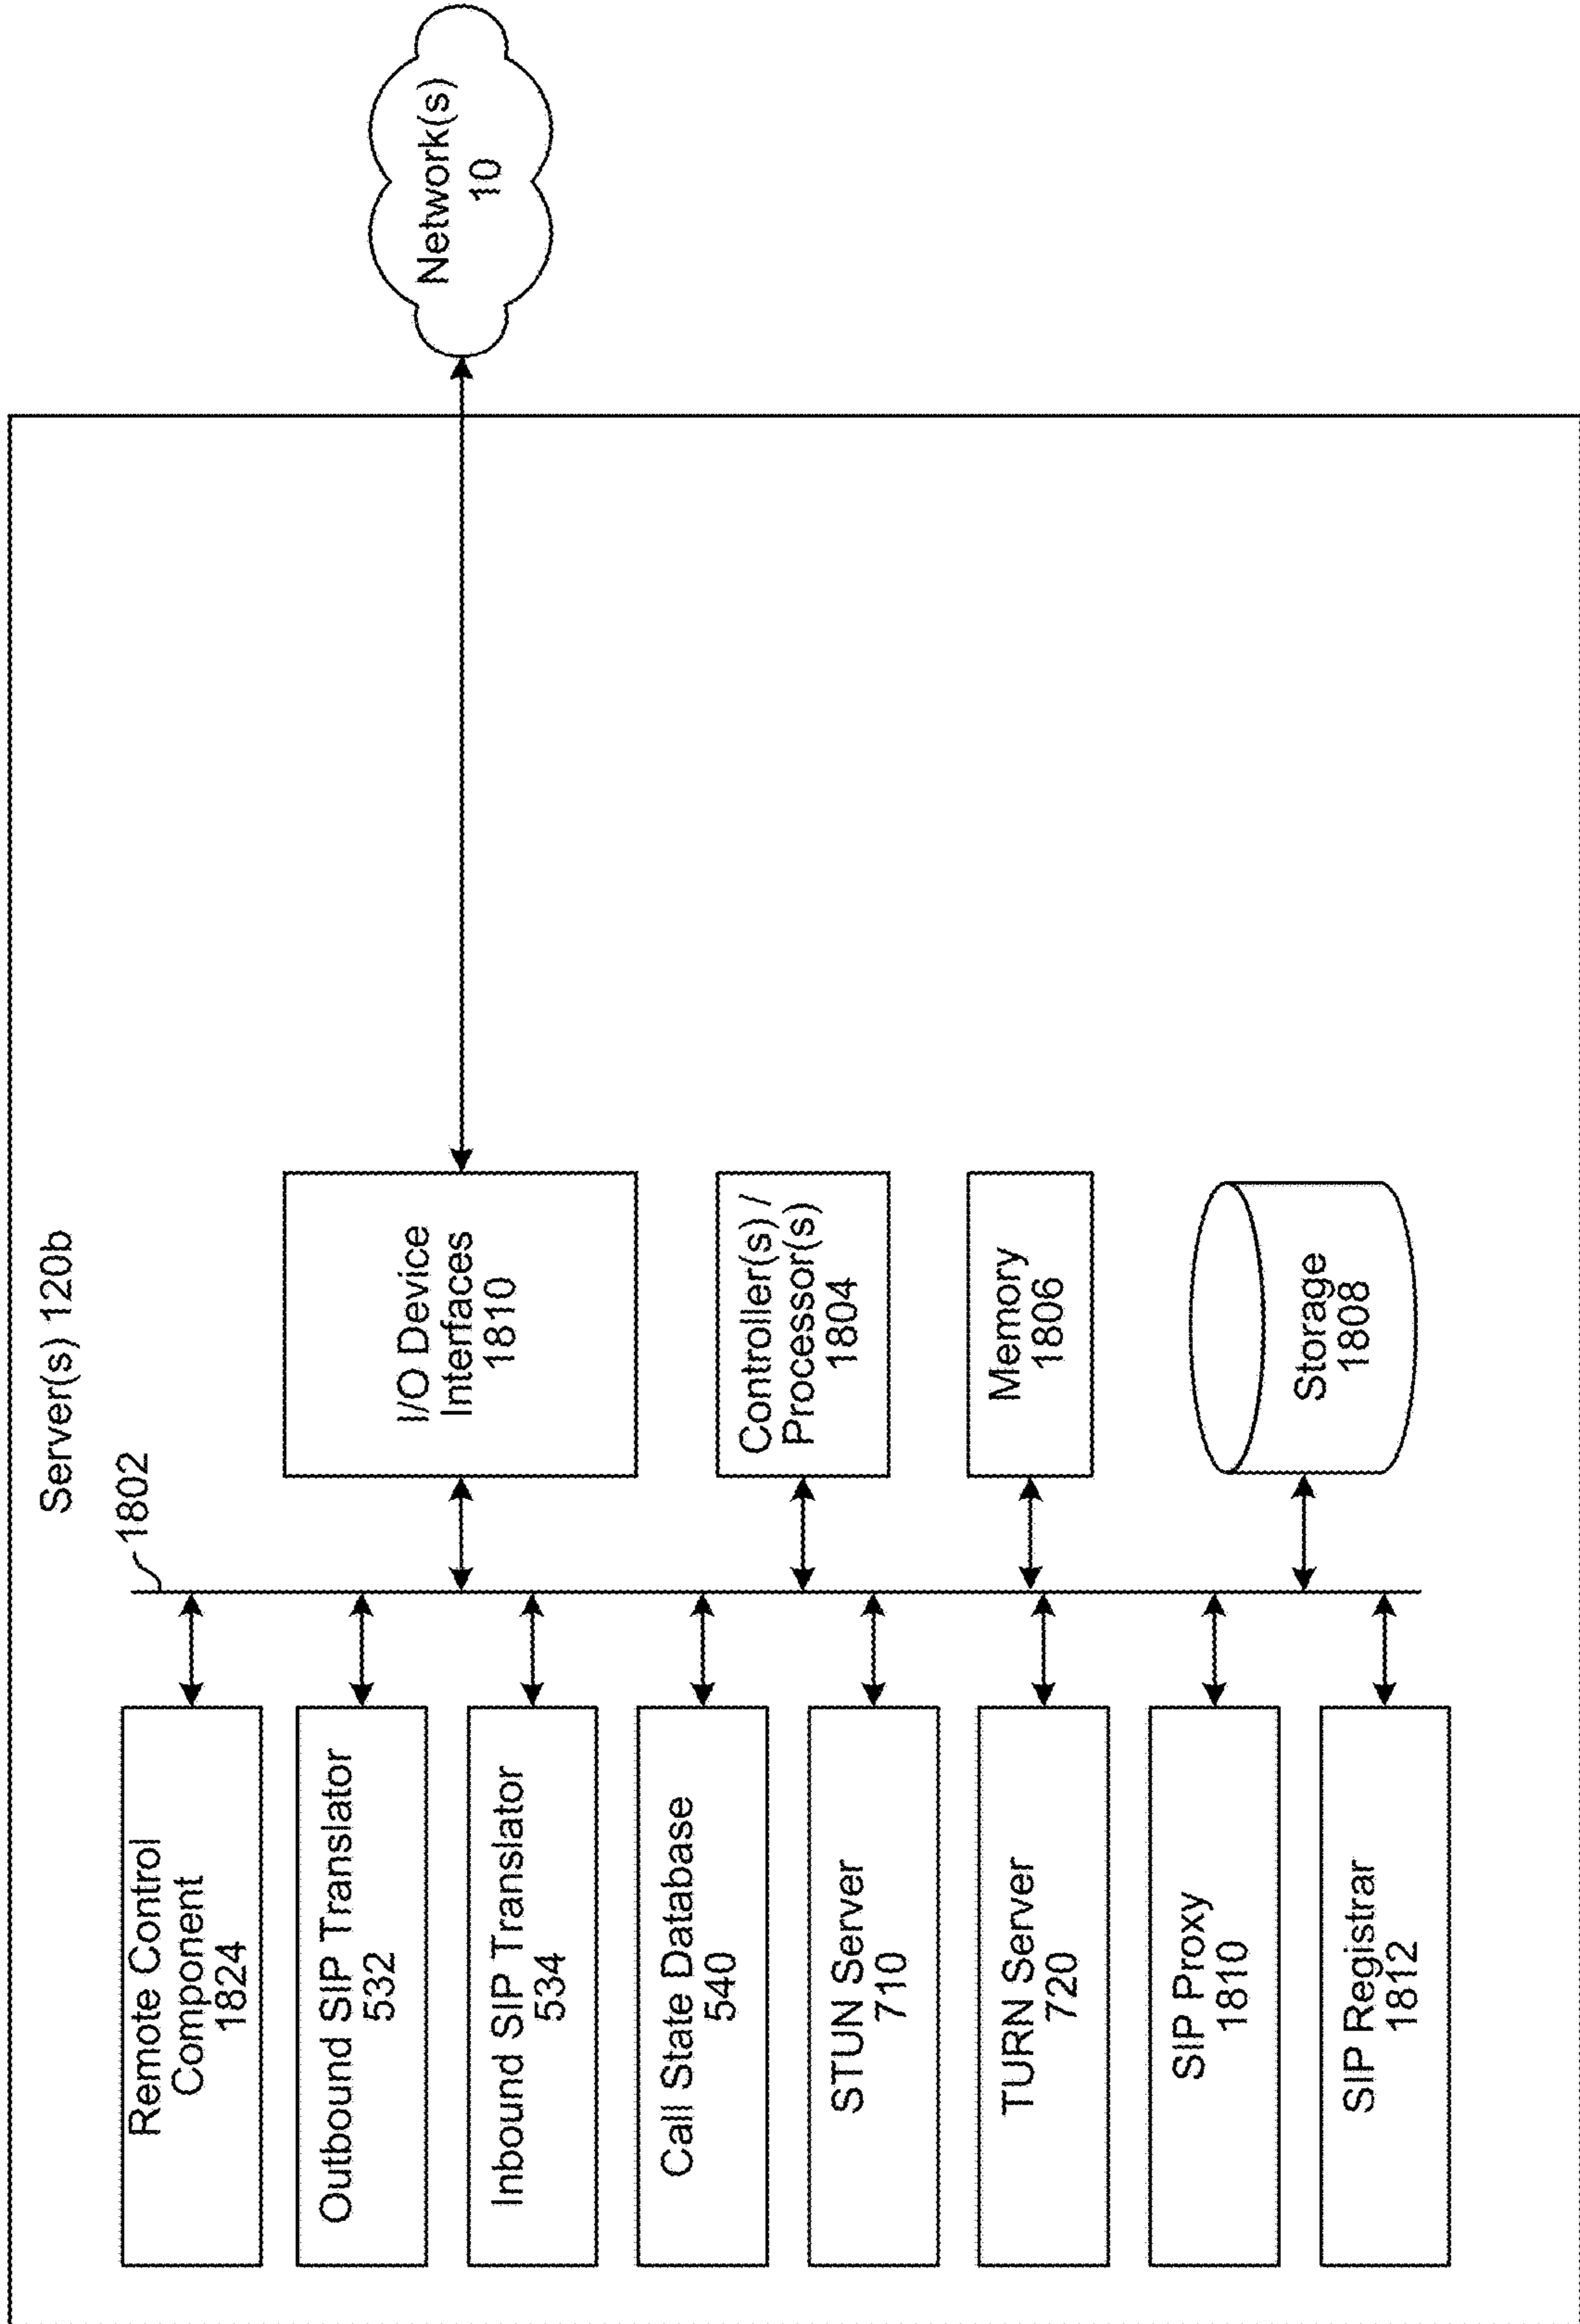 Server(s) 120b
1802
Remote Control
Component
1824
Outbound SIP Translator
532
Inbound SIP Translator
534
Call State Database
540
STUN Server
710
TURN Server
720
SIP Proxy
1810
SIP Registrar
1812
I/O Device
Interfaces
1810
Controller(s) /
Processor(s)
1804
Memory
1806
Storage
1808
Network(s)
10